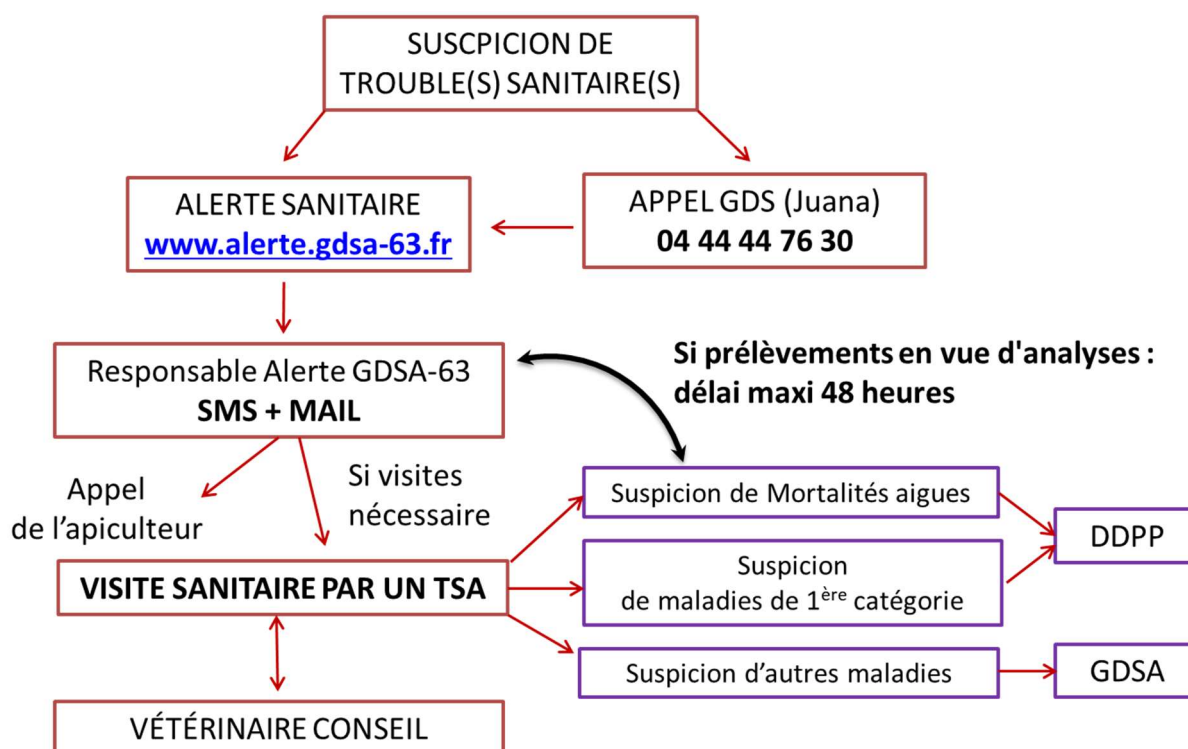 SUSCPICION DE
TROUBLE(S) SANITAIRE(S)
ALERTE SANITAIRE
www.alerte.gdsa-63.fr
APPEL GDS (Juana)
04 44 44 76 30
Responsable Alerte GDSA-63
SMS + MAIL
Si prélèvements en vue d'analyses :
délai maxi 48 heures
Appel
de l’apiculteur
Si visites
nécessaire
VISITE SANITAIRE PAR UN TSA
Suspicion de Mortalités aigues
Suspicion
de maladies de 1ère catégorie
Suspicion d’autres maladies
DDPP
GDSA
VÉTÉRINAIRE CONSEIL